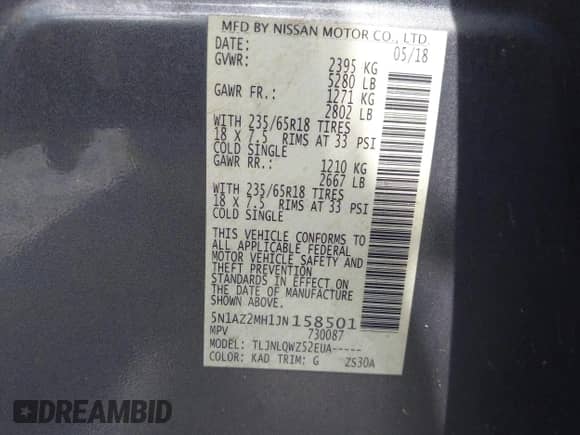 MFD BY NISSAN MOTOR CO., LTD.
DATE: 05/18
GVWR: 2395 KG
5280 LB
GAWR FR.: 1271 KG
2802 LB
WITH 235/65R18 TIRES
18 X 7.5 RIMS AT 33 PSI
COLD SINGLE
GAWR RR.: 1210 KG
2667 LB
WITH 235/65R18 TIRES
18 X 7.5 RIMS AT 33 PSI
COLD SINGLE
THIS VEHICLE CONFORMS TO
ALL APPLICABLE FEDERAL
MOTOR VEHICLE SAFETY AND
THEFT PREVENTION
STANDARDS IN EFFECT ON
THE DATE OF MANUFACTURE
SHOWN ABOVE.
5N1AZ2MH1JN158501
MPV 730087
MODEL: TLJNLQWZ52EUA-----
COLOR: KAD TRIM: G ZS30A
DREAMBID